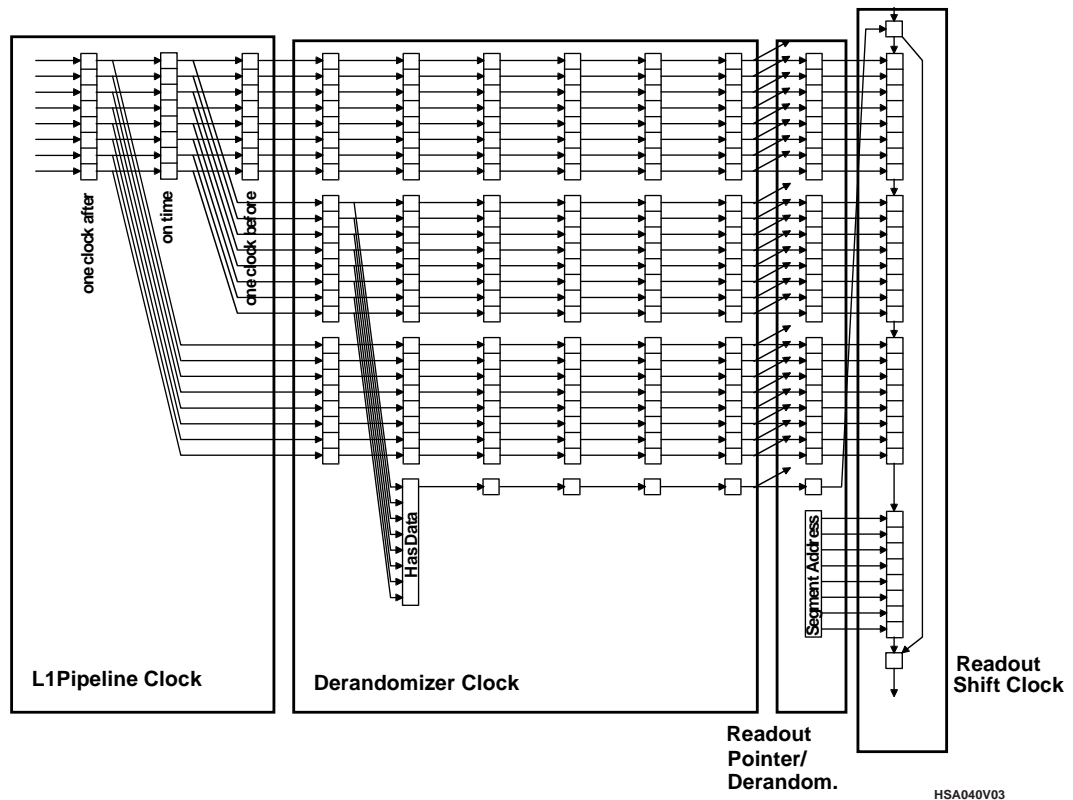 one clock after
on time
one clock before
HasData
Segment Address
L1Pipeline Clock
Derandomizer Clock
Readout
Shift Clock
Readout
Pointer/
Derandom.
HSA040V03